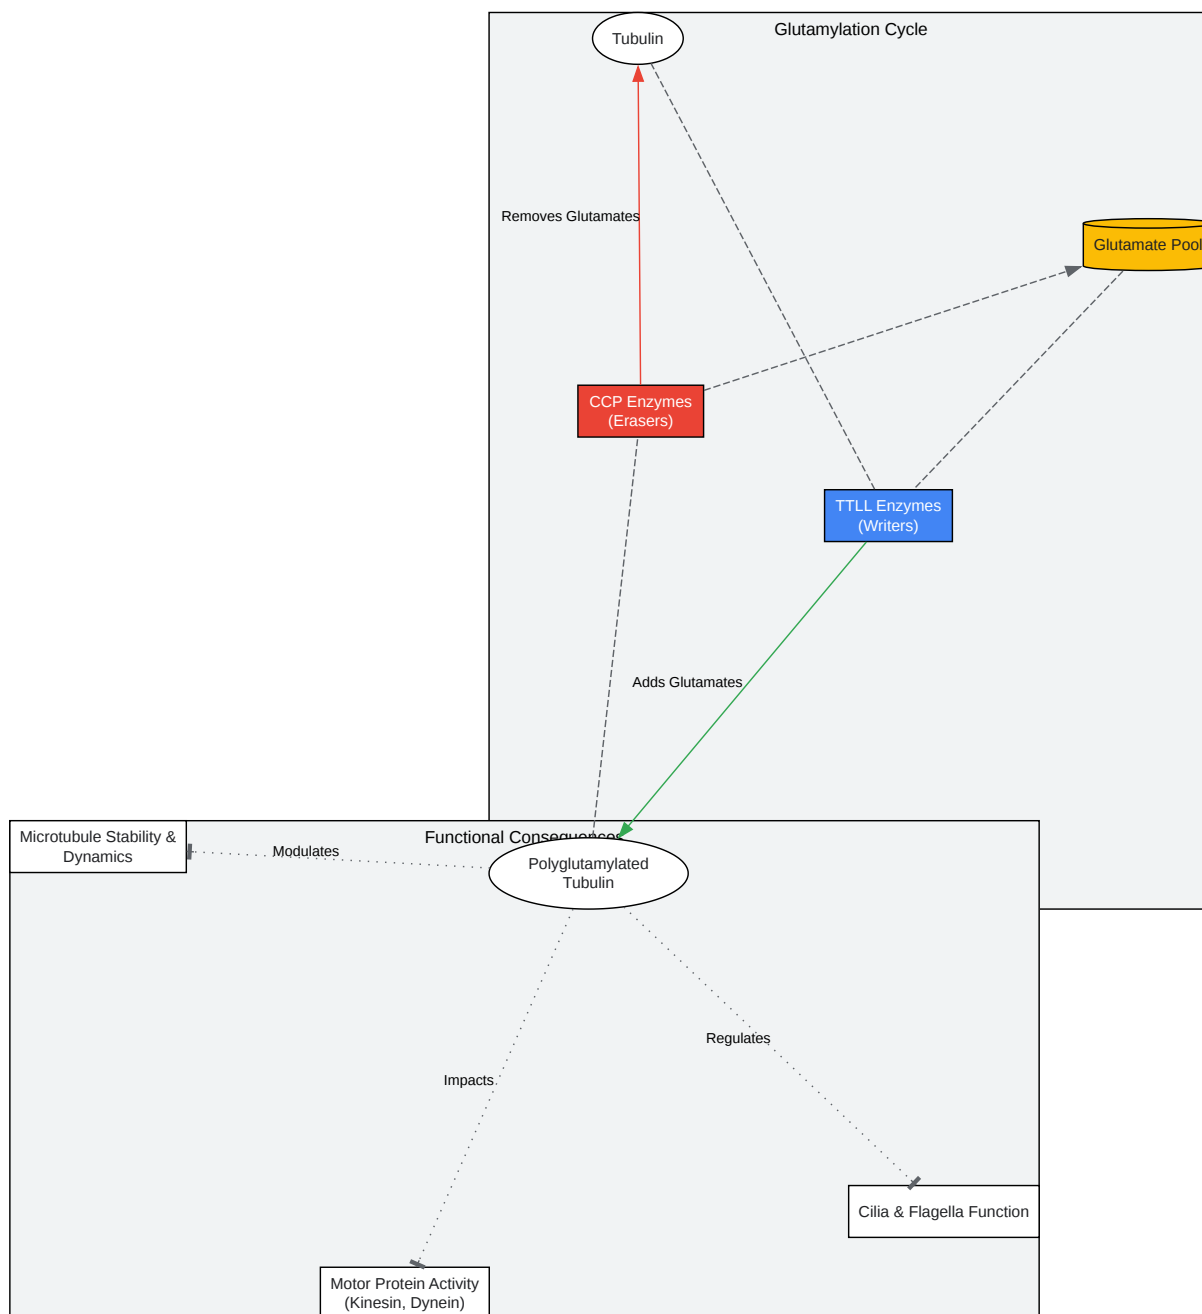 Glutamylation Cycle
Tubulin
Removes Glutamates
Glutamate Pool
CCP Enzymes
(Erasers)
TTLL Enzymes
(Writers)
Adds Glutamates
Functional Consequences
Microtubule Stability &
Dynamics
Modulates
Polyglutamylated
Tubulin
Regulates
Impacts
Cilia & Flagella Function
Motor Protein Activity
(Kinesin, Dynein)